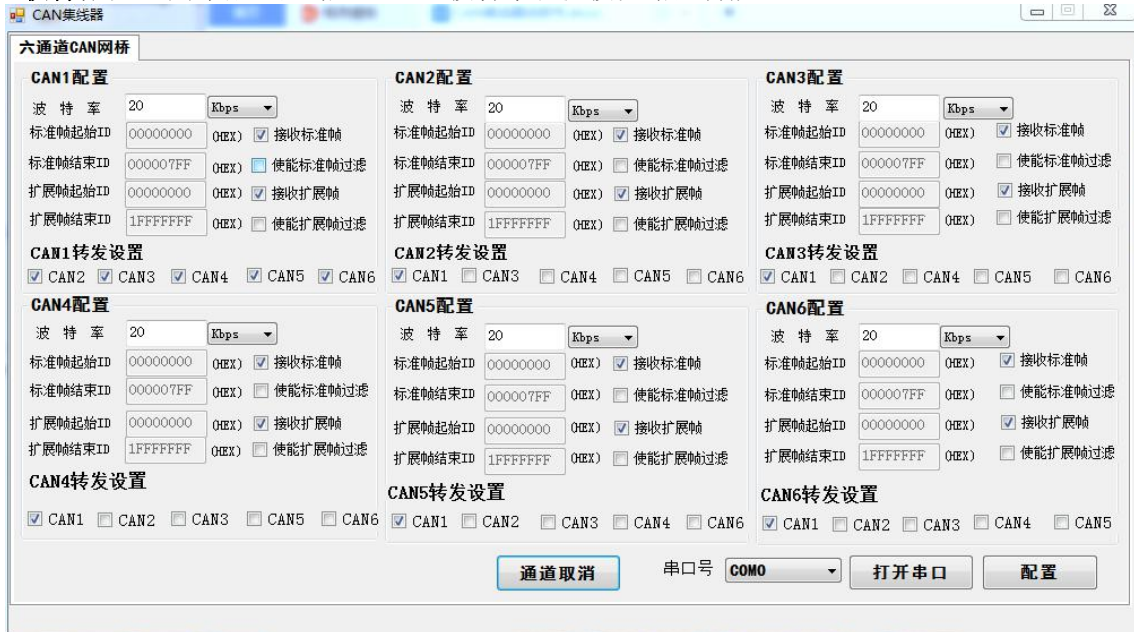 CAN集线器
六通道CAN网桥
CAN1配置
波 特 率 20 Kbps
标准帧起始ID 00000000 (HEX) 接收标准帧
标准帧结束ID 000007FF (HEX) 使能标准帧过滤
扩展帧起始ID 00000000 (HEX) 接收扩展帧
扩展帧结束ID 1FFFFFFF (HEX) 使能扩展帧过滤
CAN1转发设置
CAN2 CAN3 CAN4 CAN5 CAN6
CAN2配置
波 特 率 20 Kbps
标准帧起始ID 00000000 (HEX) 接收标准帧
标准帧结束ID 000007FF (HEX) 使能标准帧过滤
扩展帧起始ID 00000000 (HEX) 接收扩展帧
扩展帧结束ID 1FFFFFFF (HEX) 使能扩展帧过滤
CAN2转发设置
CAN1 CAN3 CAN4 CAN5 CAN6
CAN3配置
波 特 率 20 Kbps
标准帧起始ID 00000000 (HEX) 接收标准帧
标准帧结束ID 000007FF (HEX) 使能标准帧过滤
扩展帧起始ID 00000000 (HEX) 接收扩展帧
扩展帧结束ID 1FFFFFFF (HEX) 使能扩展帧过滤
CAN3转发设置
CAN1 CAN2 CAN4 CAN5 CAN6
CAN4配置
波 特 率 20 Kbps
标准帧起始ID 00000000 (HEX) 接收标准帧
标准帧结束ID 000007FF (HEX) 使能标准帧过滤
扩展帧起始ID 00000000 (HEX) 接收扩展帧
扩展帧结束ID 1FFFFFFF (HEX) 使能扩展帧过滤
CAN4转发设置
CAN1 CAN2 CAN3 CAN5 CAN6
CAN5配置
波 特 率 20 Kbps
标准帧起始ID 00000000 (HEX) 接收标准帧
标准帧结束ID 000007FF (HEX) 使能标准帧过滤
扩展帧起始ID 00000000 (HEX) 接收扩展帧
扩展帧结束ID 1FFFFFFF (HEX) 使能扩展帧过滤
CAN5转发设置
CAN1 CAN2 CAN3 CAN4 CAN6
CAN6配置
波 特 率 20 Kbps
标准帧起始ID 00000000 (HEX) 接收标准帧
标准帧结束ID 000007FF (HEX) 使能标准帧过滤
扩展帧起始ID 00000000 (HEX) 接收扩展帧
扩展帧结束ID 1FFFFFFF (HEX) 使能扩展帧过滤
CAN6转发设置
CAN1 CAN2 CAN3 CAN4 CAN5
通道取消 串口号 COM0 打开串口 配置